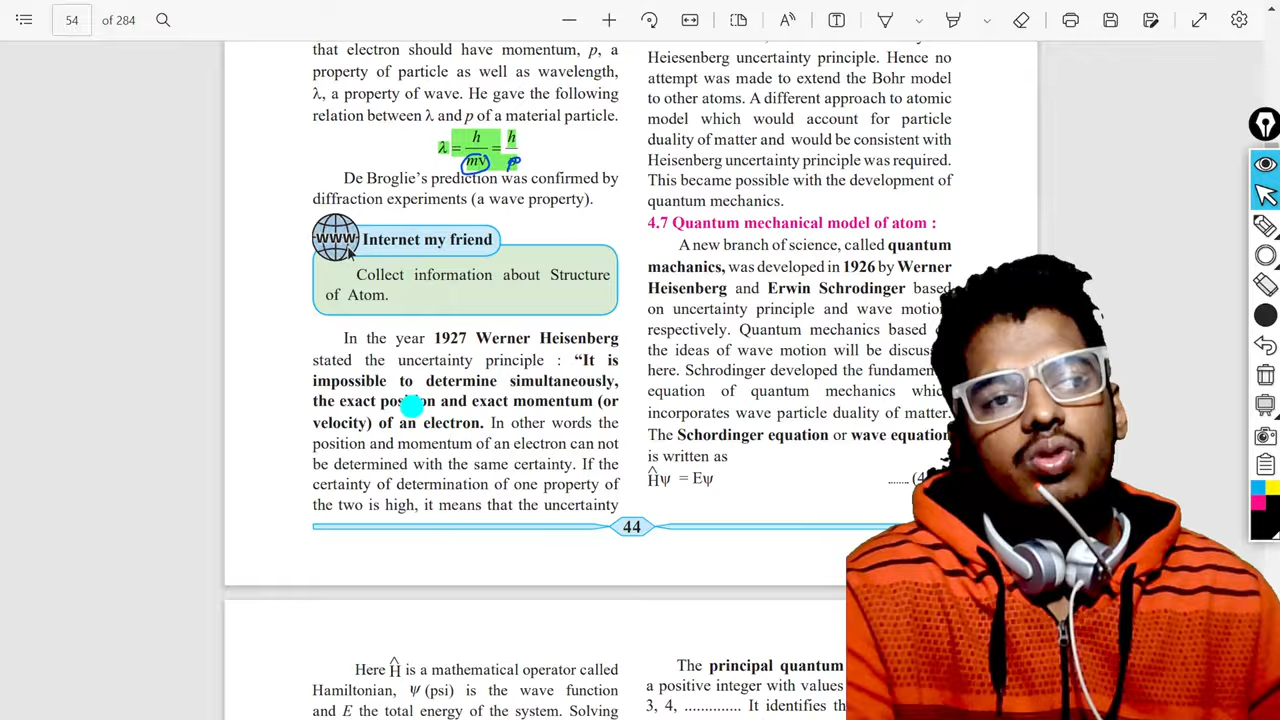 54
of 284
that electron should have momentum, p, a
property of particle as well as wavelength,
λ, a property of wave. He gave the following
relation between λ and p of a material particle.
λ = h/mv = h/p
De Broglie's prediction was confirmed by
diffraction experiments (a wave property).
www Internet my friend
Collect information about Structure
of Atom.
In the year 1927 Werner Heisenberg
stated the uncertainty principle : “It is
impossible to determine simultaneously,
the exact position and exact momentum (or
velocity) of an electron. In other words the
position and momentum of an electron can not
be determined with the same certainty. If the
certainty of determination of one property of
the two is high, it means that the uncertainty
Heiesenberg uncertainty principle. Hence no
attempt was made to extend the Bohr model
to other atoms. A different approach to atomic
model which would account for particle
duality of matter and would be consistent with
Heisenberg uncertainty principle was required.
This became possible with the development of
quantum mechanics.
4.7 Quantum mechanical model of atom :
A new branch of science, called quantum
machanics, was developed in 1926 by Werner
Heisenberg and Erwin Schrodinger based
on uncertainty principle and wave motion
respectively. Quantum mechanics based
the ideas of wave motion will be
here. Schrodinger developed the
equation of quantum mechanics
incorporates wave particle duality of matter.
The Schordinger equation or wave equation
is written as
Ĥψ = Eψ ........ (4
44
Here Ĥ is a mathematical operator called
Hamiltonian, ψ (psi) is the wave function
and E the total energy of the system. Solving
The principal quantum
a positive integer with values
3, 4, .............. It identifies